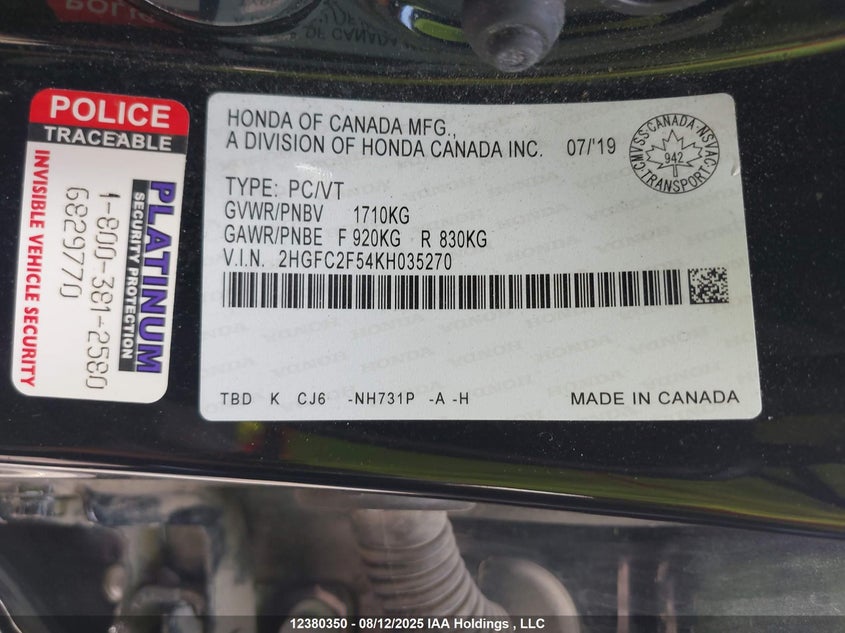 POLICE
TRACEABLE
INVISIBLE VEHICLE SECURITY
1-800-381-2580
6829770
PLATINUM
SECURITY PROTECTION
HONDA OF CANADA MFG.,
A DIVISION OF HONDA CANADA INC. 07/'19
CMVSS-CANADA-NSVAC
942
TRANSPORT
TYPE: PC/VT
GVWR/PNBV 1710KG
GAWR/PNBE F 920KG R 830KG
V.I.N. 2HGFC2F54KH035270
TBD K CJ6 -NH731P -A -H MADE IN CANADA
12380350 - 08/12/2025 IAA Holdings , LLC